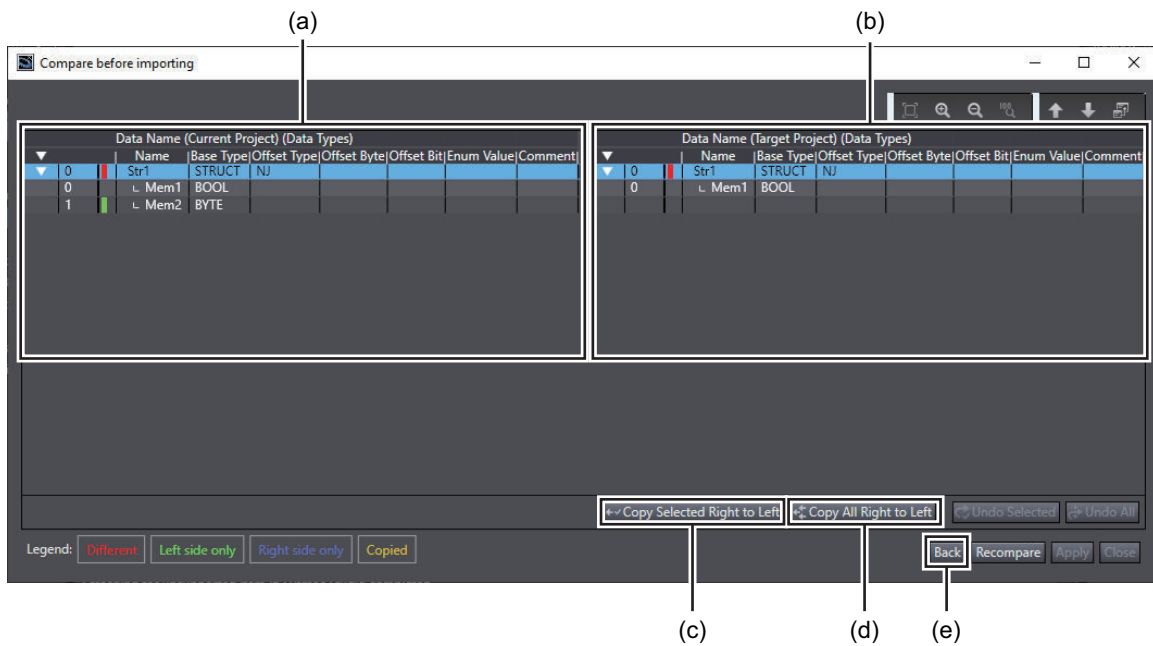 (a) (b)
Compare before importing
100
Data Name (Current Project) (Data Types) Data Name (Target Project) (Data Types)
Name Base Type Offset Type Offset Byte Offset Bit Enum Value Comment Name Base Type Offset Type Offset Byte Offset Bit Enum Value Comment
0 Str1 STRUCT NJ 0 Str1 STRUCT NJ
0 Mem1 BOOL 0 Mem1 BOOL
1 Mem2 BYTE
Copy Selected Right to Left Copy All Right to Left Undo Selected Undo All
Legend: Different Left side only Right side only Copied Back Recompare Apply Close
(c) (d) (e)